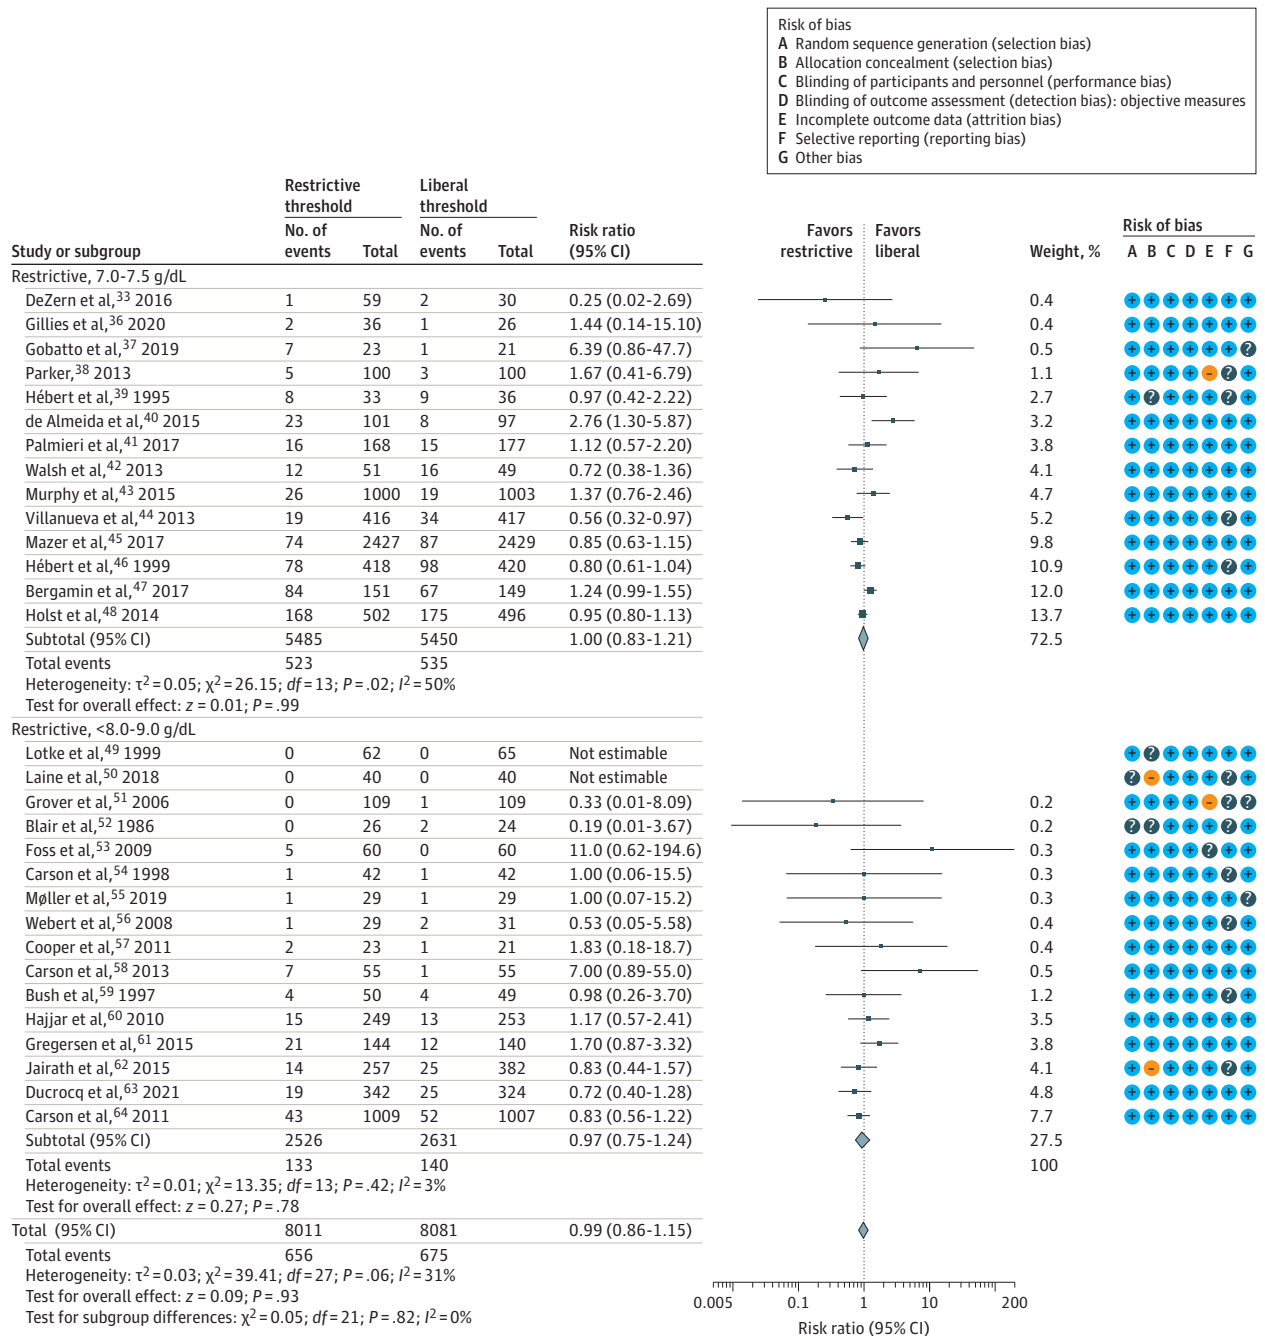 Risk of bias
A Random sequence generation (selection bias)
B Allocation concealment (selection bias)
C Blinding of participants and personnel (performance bias)
D Blinding of outcome assessment (detection bias): objective measures
E Incomplete outcome data (attrition bias)
F Selective reporting (reporting bias)
G Other bias
Restrictive threshold Liberal threshold
Study or subgroup No. of events Total No. of events Total Risk ratio (95% CI) Favors restrictive Favors liberal Weight, % Risk of bias A B C D E F G
Restrictive, 7.0-7.5 g/dL
DeZern et al,33 2016 1 59 2 30 0.25 (0.02-2.69) 0.4 + + + + + + +
Gillies et al,36 2020 2 36 1 26 1.44 (0.14-15.10) 0.4 + + + + + + +
Gobatto et al,37 2019 7 23 1 21 6.39 (0.86-47.7) 0.5 + + + + + + ?
Parker,38 2013 5 100 3 100 1.67 (0.41-6.79) 1.1 + + + + – ? +
Hébert et al,39 1995 8 33 9 36 0.97 (0.42-2.22) 2.7 + ? + + + ? +
de Almeida et al,40 2015 23 101 8 97 2.76 (1.30-5.87) 3.2 + + + + + + +
Palmieri et al,41 2017 16 168 15 177 1.12 (0.57-2.20) 3.8 + + + + + + +
Walsh et al,42 2013 12 51 16 49 0.72 (0.38-1.36) 4.1 + + + + + + +
Murphy et al,43 2015 26 1000 19 1003 1.37 (0.76-2.46) 4.7 + + + + + + +
Villanueva et al,44 2013 19 416 34 417 0.56 (0.32-0.97) 5.2 + + + + + ? +
Mazer et al,45 2017 74 2427 87 2429 0.85 (0.63-1.15) 9.8 + + + + + + +
Hébert et al,46 1999 78 418 98 420 0.80 (0.61-1.04) 10.9 + + + + + ? +
Bergamin et al,47 2017 84 151 67 149 1.24 (0.99-1.55) 12.0 + + + + + + +
Holst et al,48 2014 168 502 175 496 0.95 (0.80-1.13) 13.7 + + + + + + +
Subtotal (95% CI) 5485 5450 1.00 (0.83-1.21) 72.5
Total events 523 535
Heterogeneity: τ2=0.05; χ2=26.15; df=13; P=.02; I2=50%
Test for overall effect: z=0.01; P=.99
Restrictive, <8.0-9.0 g/dL
Lotke et al,49 1999 0 62 0 65 Not estimable + ? + + + + +
Laine et al,50 2018 0 40 0 40 Not estimable ? – + + + ? +
Grover et al,51 2006 0 109 1 109 0.33 (0.01-8.09) 0.2 + + + + – ? ?
Blair et al,52 1986 0 26 2 24 0.19 (0.01-3.67) 0.2 ? ? + + + ? +
Foss et al,53 2009 5 60 0 60 11.0 (0.62-194.6) 0.3 + + + + ? + +
Carson et al,54 1998 1 42 1 42 1.00 (0.06-15.5) 0.3 + + + + + ? +
Møller et al,55 2019 1 29 1 29 1.00 (0.07-15.2) 0.3 + + + + + + ?
Webert et al,56 2008 1 29 2 31 0.53 (0.05-5.58) 0.4 + + + + + ? +
Cooper et al,57 2011 2 23 1 21 1.83 (0.18-18.7) 0.4 + + + + + + +
Carson et al,58 2013 7 55 1 55 7.00 (0.89-55.0) 0.5 + + + + + + +
Bush et al,59 1997 4 50 4 49 0.98 (0.26-3.70) 1.2 + + + + + ? +
Hajjar et al,60 2010 15 249 13 253 1.17 (0.57-2.41) 3.5 + + + + + + +
Gregersen et al,61 2015 21 144 12 140 1.70 (0.87-3.32) 3.8 + + + + + + +
Jairath et al,62 2015 14 257 25 382 0.83 (0.44-1.57) 4.1 + – + + + ? +
Ducrocq et al,63 2021 19 342 25 324 0.72 (0.40-1.28) 4.8 + + + + + + +
Carson et al,64 2011 43 1009 52 1007 0.83 (0.56-1.22) 7.7 + + + + + + +
Subtotal (95% CI) 2526 2631 0.97 (0.75-1.24) 27.5
Total events 133 140 100
Heterogeneity: τ2=0.01; χ2=13.35; df=13; P=.42; I2=3%
Test for overall effect: z=0.27; P=.78
Total (95% CI) 8011 8081 0.99 (0.86-1.15)
Total events 656 675
Heterogeneity: τ2=0.03; χ2=39.41; df=27; P=.06; I2=31%
Test for overall effect: z=0.09; P=.93
Test for subgroup differences: χ2=0.05; df=21; P=.82; I2=0%
0.005 0.1 1 10 200
Risk ratio (95% CI)